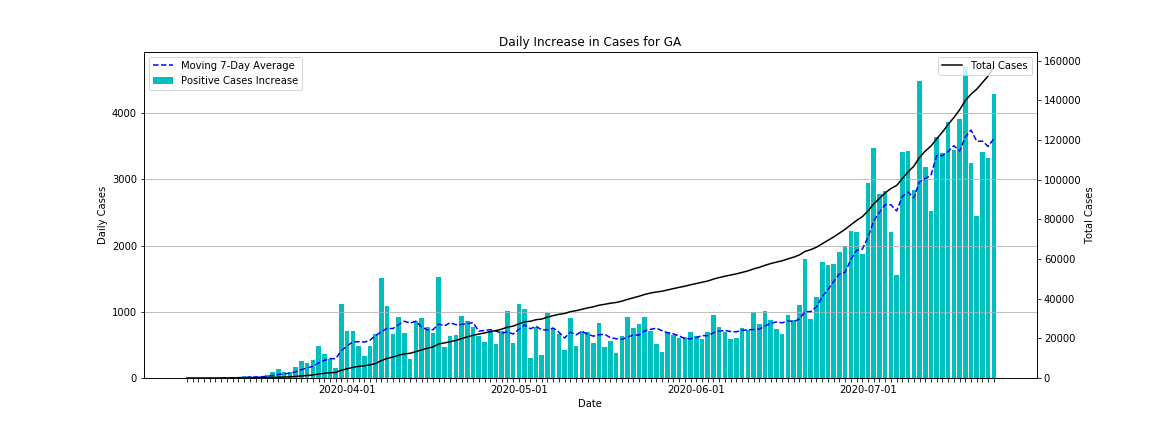 Daily Increase in Cases for GA
Moving 7-Day Average
Positive Cases Increase
Total Cases
Daily Cases
4000
3000
2000
1000
0
160000
140000
120000
100000
80000
60000
40000
20000
0
Total Cases
2020-04-01
2020-05-01
2020-06-01
2020-07-01
Date